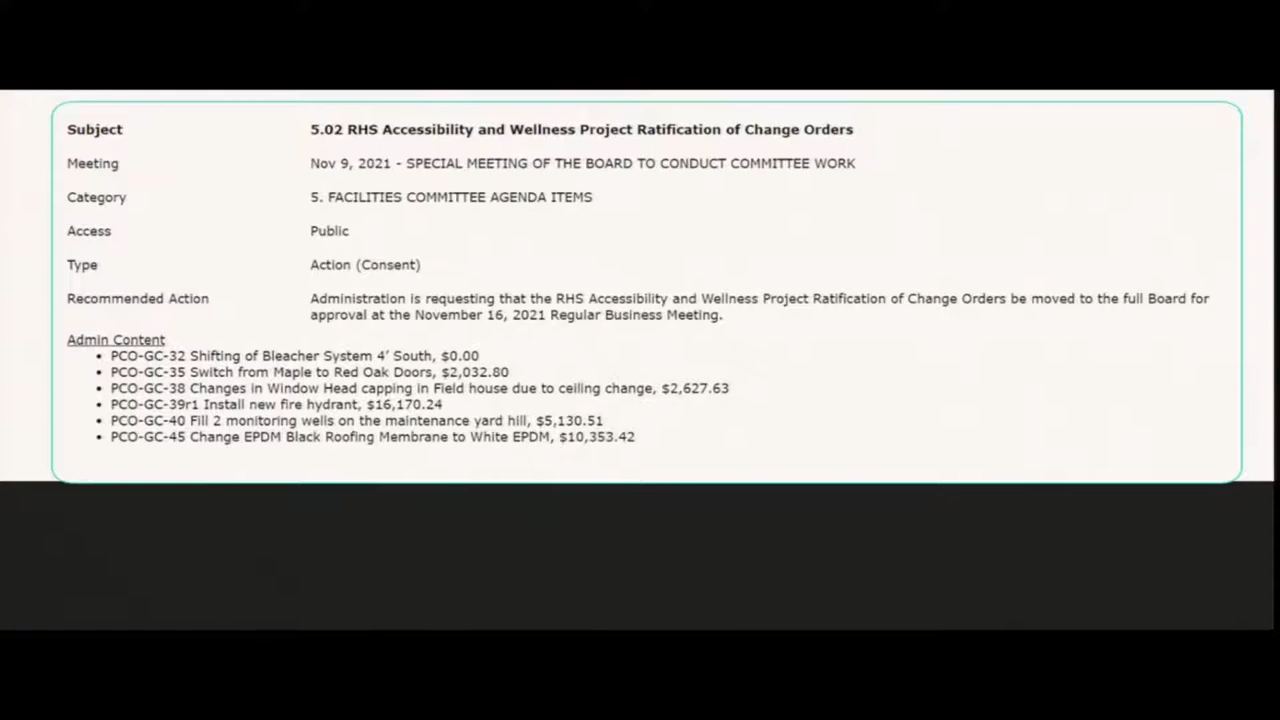 Subject 5.02 RHS Accessibility and Wellness Project Ratification of Change Orders
Meeting Nov 9, 2021 - SPECIAL MEETING OF THE BOARD TO CONDUCT COMMITTEE WORK
Category 5. FACILITIES COMMITTEE AGENDA ITEMS
Access Public
Type Action (Consent)
Recommended Action Administration is requesting that the RHS Accessibility and Wellness Project Ratification of Change Orders be moved to the full Board for
approval at the November 16, 2021 Regular Business Meeting.
Admin Content
• PCO-GC-32 Shifting of Bleacher System 4’ South, $0.00
• PCO-GC-35 Switch from Maple to Red Oak Doors, $2,032.80
• PCO-GC-38 Changes in Window Head capping in Field house due to ceiling change, $2,627.63
• PCO-GC-39r1 Install new fire hydrant, $16,170.24
• PCO-GC-40 Fill 2 monitoring wells on the maintenance yard hill, $5,130.51
• PCO-GC-45 Change EPDM Black Roofing Membrane to White EPDM, $10,353.42